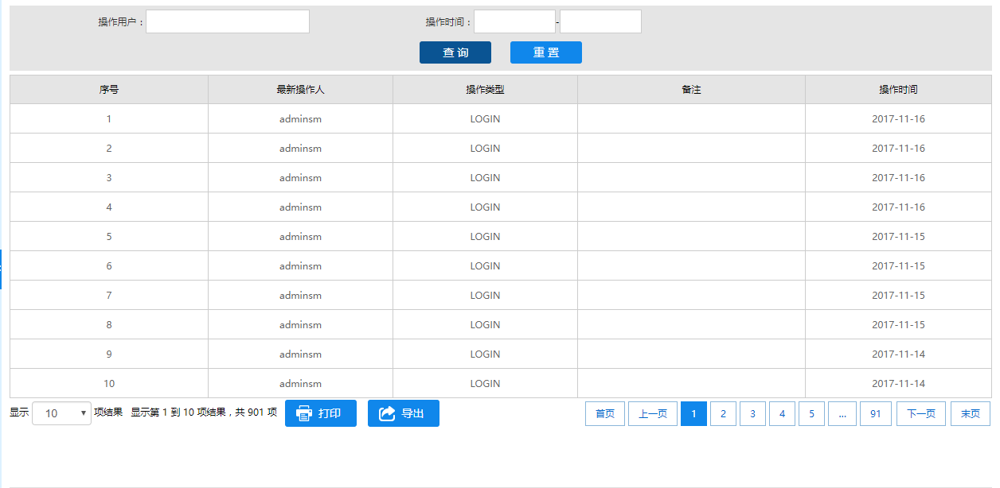 操作用户： 操作时间： -
查 询 重 置
序号 最新操作人 操作类型 备注 操作时间
1 adminsm LOGIN 2017-11-16
2 adminsm LOGIN 2017-11-16
3 adminsm LOGIN 2017-11-16
4 adminsm LOGIN 2017-11-16
5 adminsm LOGIN 2017-11-15
6 adminsm LOGIN 2017-11-15
7 adminsm LOGIN 2017-11-15
8 adminsm LOGIN 2017-11-15
9 adminsm LOGIN 2017-11-14
10 adminsm LOGIN 2017-11-14
显示 10 项结果 显示第 1 到 10 项结果，共 901 项 打印 导出 首页 上一页 1 2 3 4 5 ... 91 下一页 末页